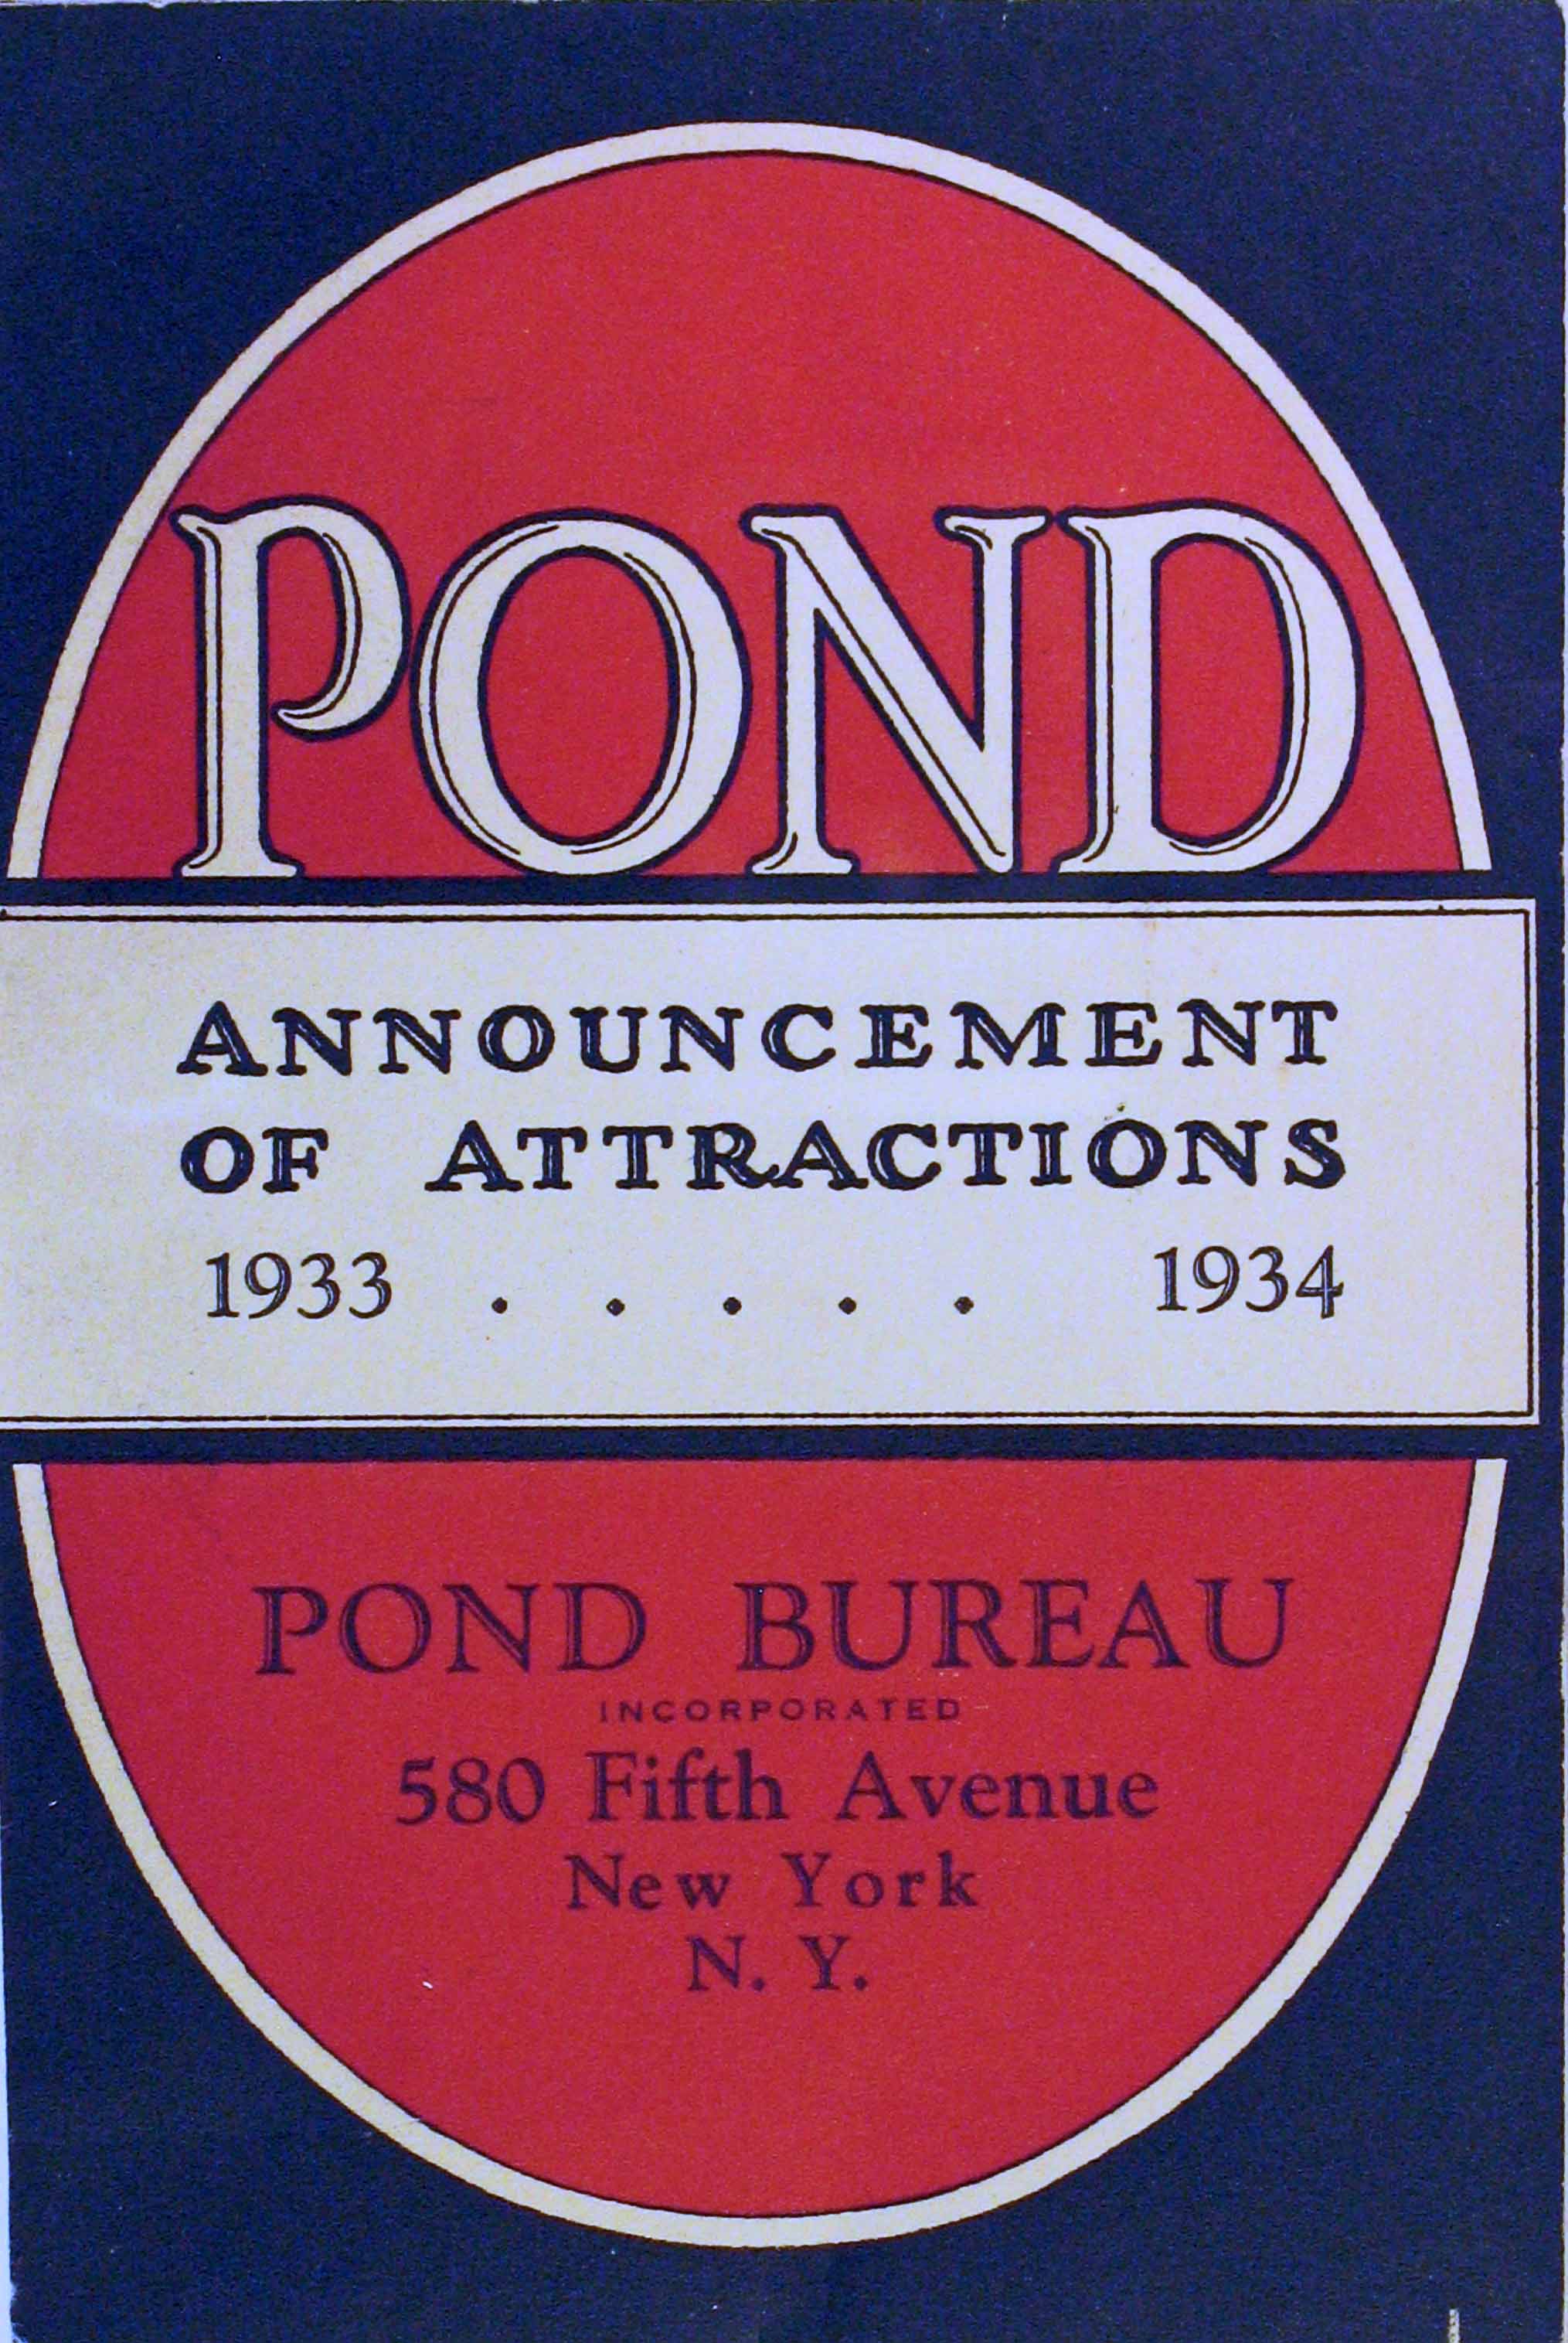 POND
ANNOUNCEMENT
OF ATTRACTIONS
1933 . . . . . 1934
POND BUREAU
INCORPORATED
580 Fifth Avenue
New York
N. Y.